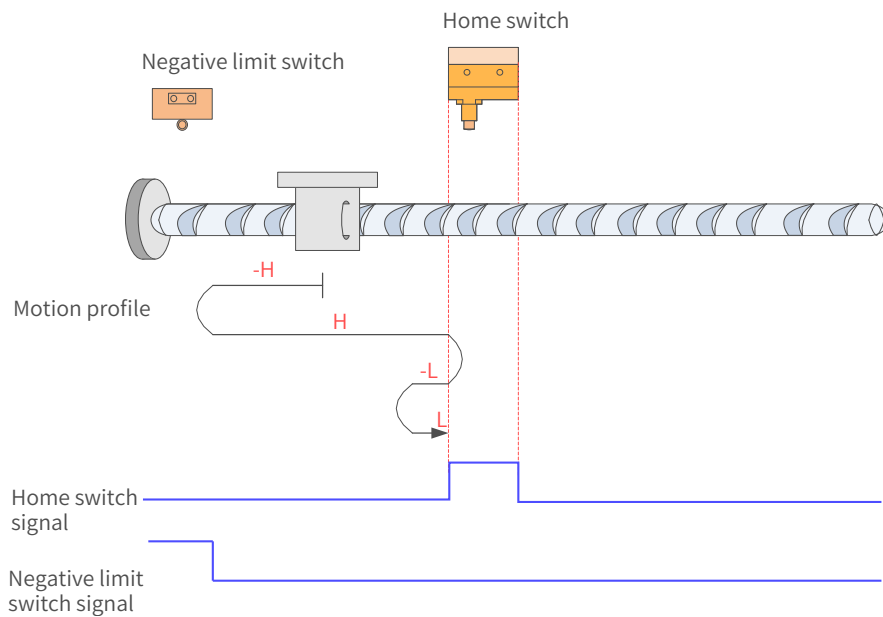 Home switch
Negative limit switch
-H
Motion profile
H
-L
L
Home switch
signal
Negative limit
switch signal